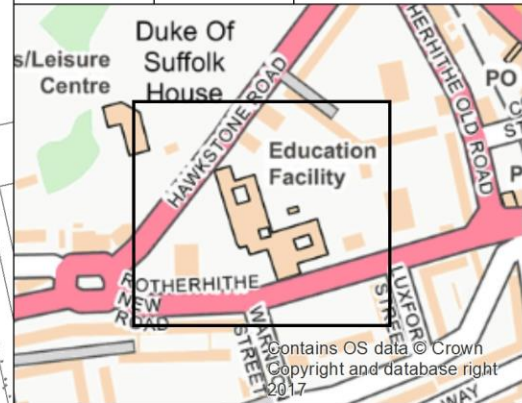 Duke Of
Suffolk
House
s/Leisure
Centre
HAWKSTONE ROAD
HERHITHE OLD ROAD
PO
Education
Facility
ROTHERHITHE
NEW
ROAD
STREET
Contains OS data © Crown
Copyright and database right
2017
WAY